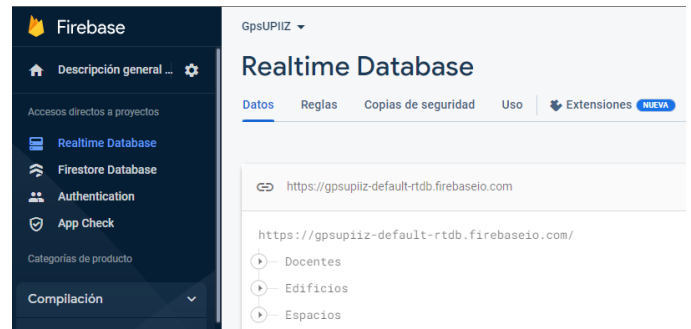 Firebase
Descripción general ...
Accesos directos a proyectos
Realtime Database
Firestore Database
Authentication
App Check
Categorías de producto
Compilación
GpsUPIIZ
Realtime Database
Datos Reglas Copias de seguridad Uso Extensiones NUEVA
https://gpsupiiz-default-rtdb.firebaseio.com
https://gpsupiiz-default-rtdb.firebaseio.com/
Docentes
Edificios
Espacios